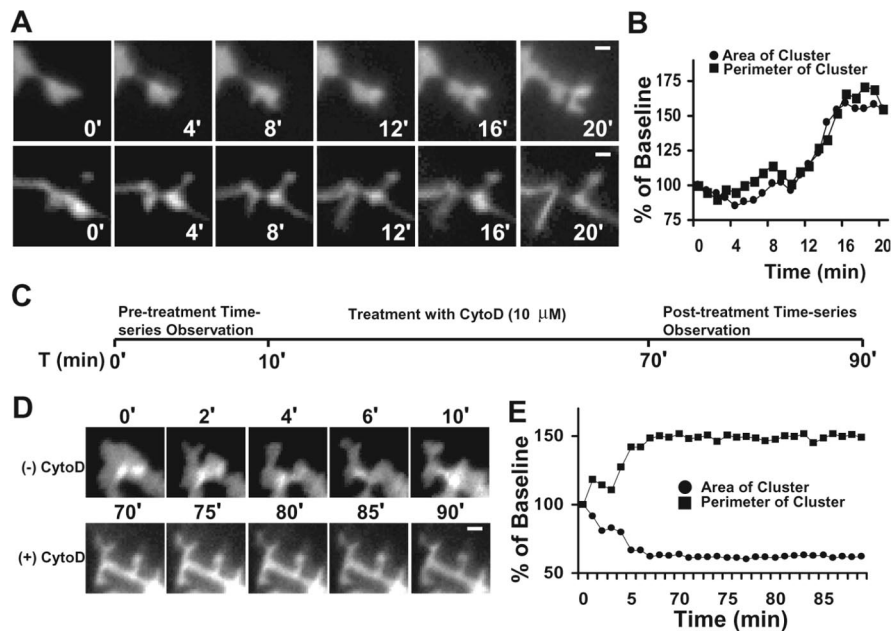 A
0' 4' 8' 12' 16' 20'
0' 4' 8' 12' 16' 20'
B
Area of Cluster
Perimeter of Cluster
% of Baseline
175
150
125
100
75
0 4 8 12 16 20
Time (min)
C
Pre-treatment Time-
series Observation
Treatment with CytoD (10 μM)
Post-treatment Time-series
Observation
T (min) 0' 10' 70' 90'
D
0' 2' 4' 6' 10'
(-) CytoD
70' 75' 80' 85' 90'
(+) CytoD
E
% of Baseline
150
100
50
Area of Cluster
Perimeter of Cluster
0 5 70 75 80 85
Time (min)